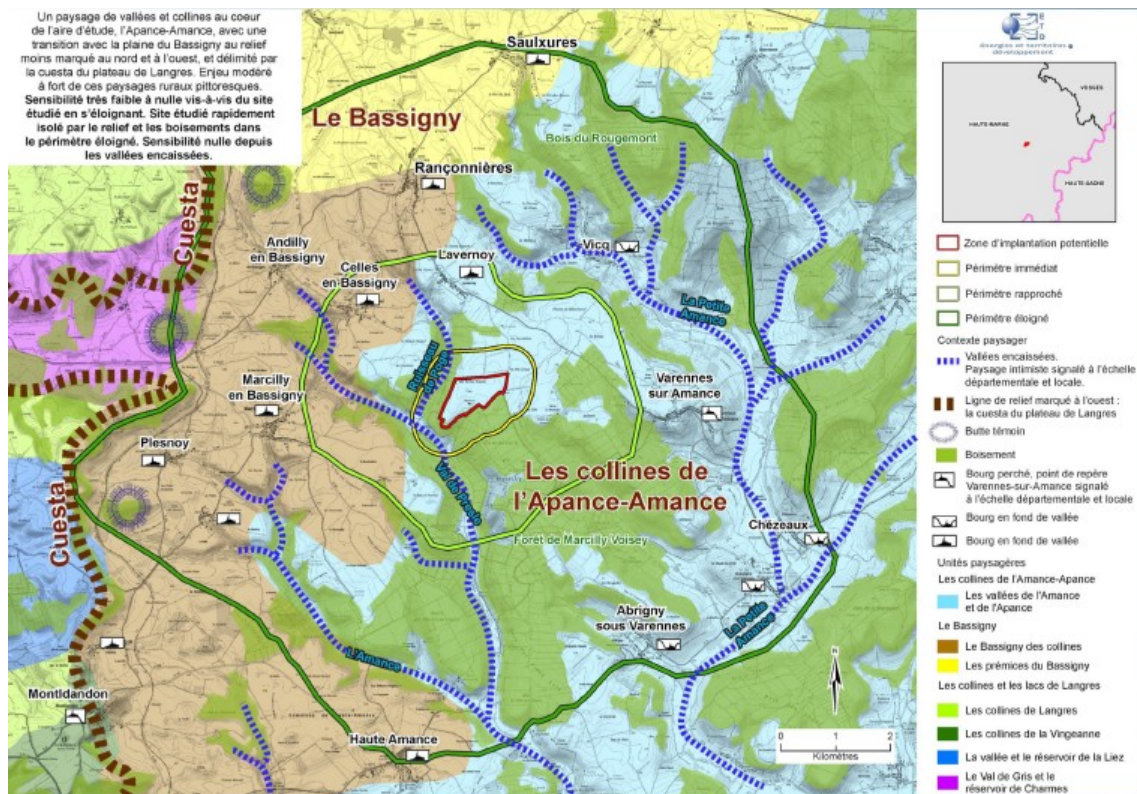 Un paysage de vallées et collines au coeur
de l'aire d'étude, l'Apance-Amance, avec une
transition avec la plaine du Bassigny au relief
moins marqué au nord et à l'ouest, et délimité par
la cuesta du plateau de Langres. Enjeu modéré
à fort de ces paysages ruraux pittoresques.
Sensibilité très faible à nulle vis-à-vis du site
étudié en s'éloignant. Site étudié rapidement
isolé par le relief et les boisements dans
le périmètre éloigné. Sensibilité nulle depuis
les vallées encaissées.
Saulxures
Le Bassigny
Bois du Rougemont
Rançonnières
Cuesta
Andilly
en Bassigny
Celles
en Bassigny
Lavernoy
Vicq
La Petite
Amance
Ruisseau
Marcilly
en Bassigny
Varennes
sur Amance
Plesnoy
Val de Presle
Les collines de
l'Apance-Amance
Cuesta
Forêt de Marcilly-Voisey
Chézeaux
Abrigny
sous Varennes
La Petite
Amance
L'Amance
Montldandon
Haute Amance
N
0 1 2
Kilomètres
E T D
énergies et territoires
développement
VOSGES
HAUTE-MARNE
HAUTE-SAONE
Zone d'implantation potentielle
Périmètre immédiat
Périmètre rapproché
Périmètre éloigné
Contexte paysager
Vallées encaissées.
Paysage intimiste signalé à l'échelle
départementale et locale.
Ligne de relief marqué à l'ouest :
la cuesta du plateau de Langres
Butte témoin
Boisement
Bourg perché, point de repère
Varennes-sur-Amance signalé
à l'échelle départementale et locale
Bourg en fond de vallée
Bourg en fond de vallée
Unités paysagères
Les collines de l'Amance-Apance
Les vallées de l'Amance
et de l'Apance
Le Bassigny
Le Bassigny des collines
Les prémices du Bassigny
Les collines et les lacs de Langres
Les collines de Langres
Les collines de la Vingeanne
La vallée et le réservoir de la Liez
Le Val de Gris et le
réservoir de Charmes